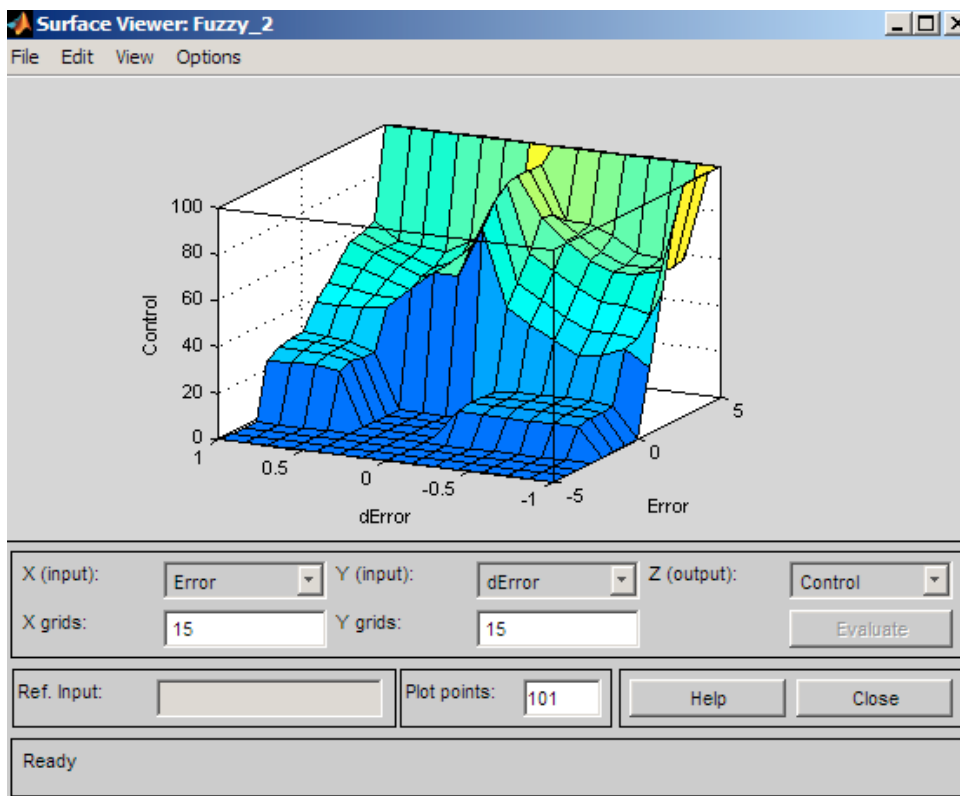 Surface Viewer: Fuzzy_2
File Edit View Options
100
80
60
40
20
0
Control
1
0.5
0
-0.5
-1
dError
-5
0
5
Error
X (input): Error Y (input): dError Z (output): Control
X grids: 15 Y grids: 15 Evaluate
Ref. Input: Plot points: 101 Help Close
Ready